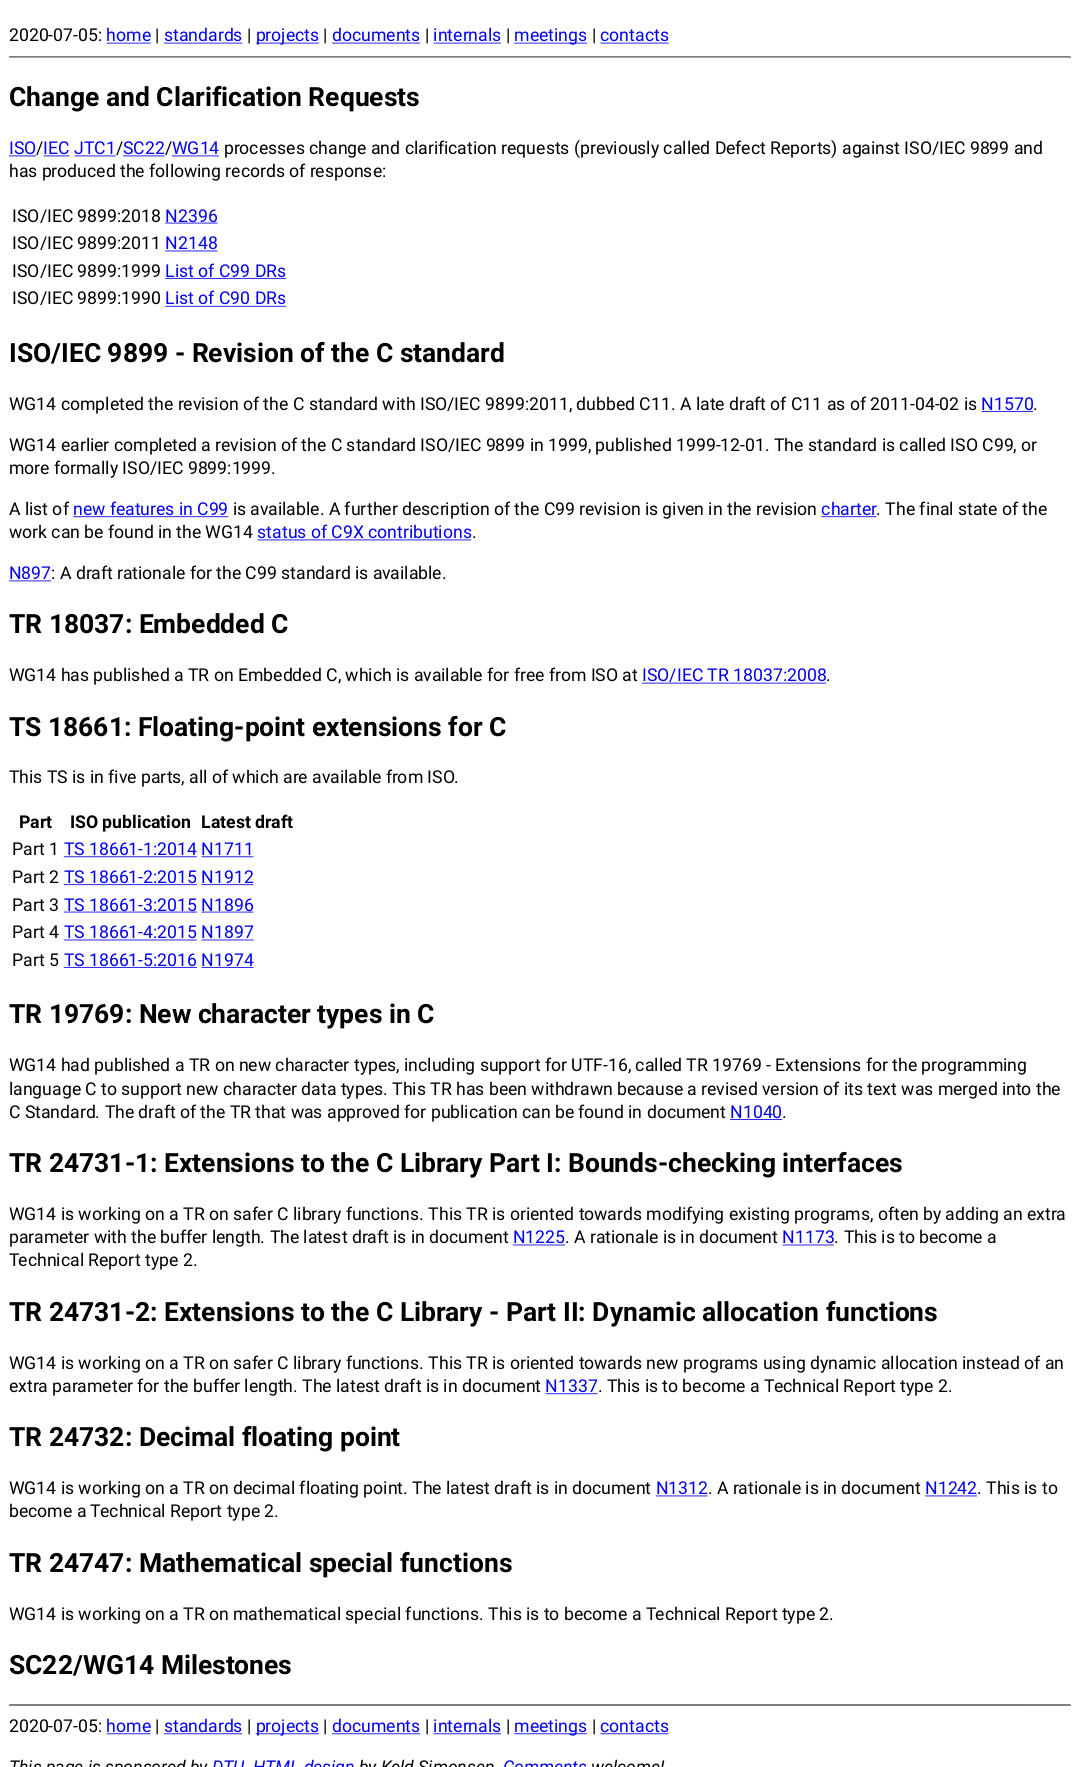 2020-07-05: home | standards | projects | documents | internals | meetings | contacts
Change and Clarification Requests
ISO/IEC JTC1/SC22/WG14 processes change and clarification requests (previously called Defect Reports) against ISO/IEC 9899 and
has produced the following records of response:
ISO/IEC 9899:2018 N2396
ISO/IEC 9899:2011 N2148
ISO/IEC 9899:1999 List of C99 DRs
ISO/IEC 9899:1990 List of C90 DRs
ISO/IEC 9899 - Revision of the C standard
WG14 completed the revision of the C standard with ISO/IEC 9899:2011, dubbed C11. A late draft of C11 as of 2011-04-02 is N1570.
WG14 earlier completed a revision of the C standard ISO/IEC 9899 in 1999, published 1999-12-01. The standard is called ISO C99, or
more formally ISO/IEC 9899:1999.
A list of new features in C99 is available. A further description of the C99 revision is given in the revision charter. The final state of the
work can be found in the WG14 status of C9X contributions.
N897: A draft rationale for the C99 standard is available.
TR 18037: Embedded C
WG14 has published a TR on Embedded C, which is available for free from ISO at ISO/IEC TR 18037:2008.
TS 18661: Floating-point extensions for C
This TS is in five parts, all of which are available from ISO.
Part ISO publication Latest draft
Part 1 TS 18661-1:2014 N1711
Part 2 TS 18661-2:2015 N1912
Part 3 TS 18661-3:2015 N1896
Part 4 TS 18661-4:2015 N1897
Part 5 TS 18661-5:2016 N1974
TR 19769: New character types in C
WG14 had published a TR on new character types, including support for UTF-16, called TR 19769 - Extensions for the programming
language C to support new character data types. This TR has been withdrawn because a revised version of its text was merged into the
C Standard. The draft of the TR that was approved for publication can be found in document N1040.
TR 24731-1: Extensions to the C Library Part I: Bounds-checking interfaces
WG14 is working on a TR on safer C library functions. This TR is oriented towards modifying existing programs, often by adding an extra
parameter with the buffer length. The latest draft is in document N1225. A rationale is in document N1173. This is to become a
Technical Report type 2.
TR 24731-2: Extensions to the C Library - Part II: Dynamic allocation functions
WG14 is working on a TR on safer C library functions. This TR is oriented towards new programs using dynamic allocation instead of an
extra parameter for the buffer length. The latest draft is in document N1337. This is to become a Technical Report type 2.
TR 24732: Decimal floating point
WG14 is working on a TR on decimal floating point. The latest draft is in document N1312. A rationale is in document N1242. This is to
become a Technical Report type 2.
TR 24747: Mathematical special functions
WG14 is working on a TR on mathematical special functions. This is to become a Technical Report type 2.
SC22/WG14 Milestones
2020-07-05: home | standards | projects | documents | internals | meetings | contacts
This page is sponsored by DTU. HTML design by Keld Simonsen. Comments welcome!